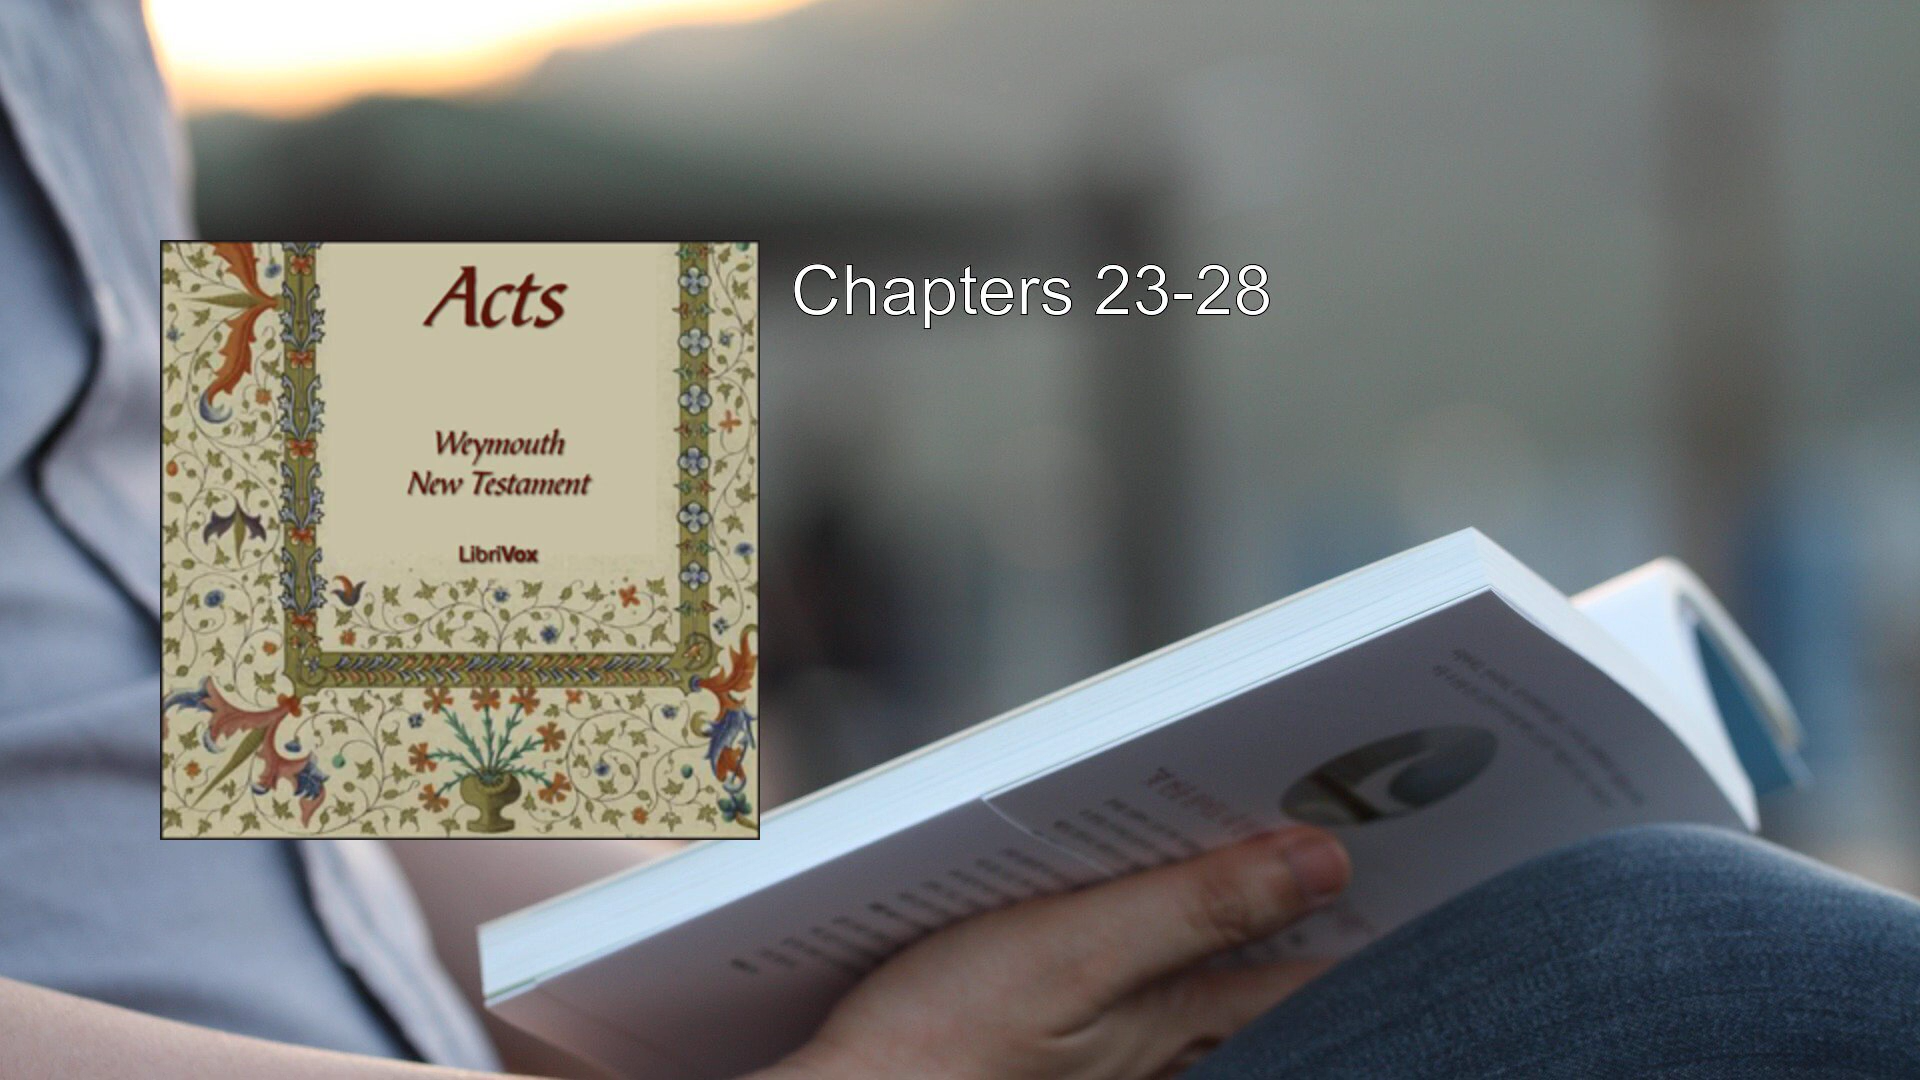 Acts
Weymouth
New Testament
LibriVox
Chapters 23-28